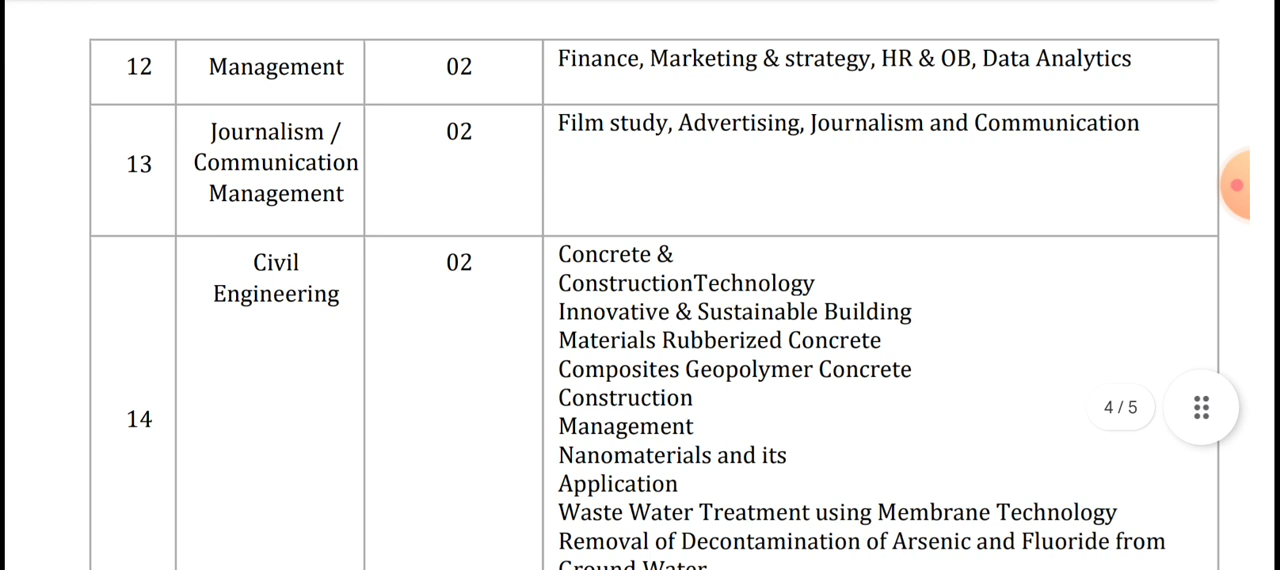 12 Management 02 Finance, Marketing & strategy, HR & OB, Data Analytics
13 Journalism / Communication Management 02 Film study, Advertising, Journalism and Communication
14 Civil Engineering 02
Concrete &
ConstructionTechnology
Innovative & Sustainable Building
Materials Rubberized Concrete
Composites Geopolymer Concrete
Construction
Management
Nanomaterials and its
Application
Waste Water Treatment using Membrane Technology
Removal of Decontamination of Arsenic and Fluoride from
Ground Water
4 / 5